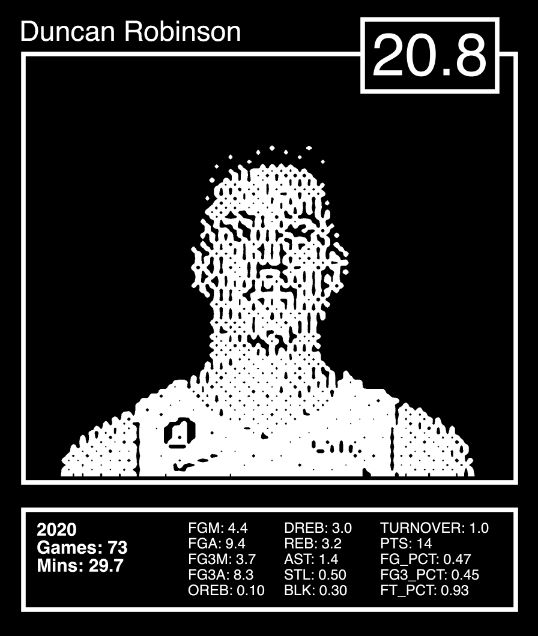 Duncan Robinson
20.8
2020
Games: 73
Mins: 29.7
FGM: 4.4
FGA: 9.4
FG3M: 3.7
FG3A: 8.3
OREB: 0.10
DREB: 3.0
REB: 3.2
AST: 1.4
STL: 0.50
BLK: 0.30
TURNOVER: 1.0
PTS: 14
FG_PCT: 0.47
FG3_PCT: 0.45
FT_PCT: 0.93